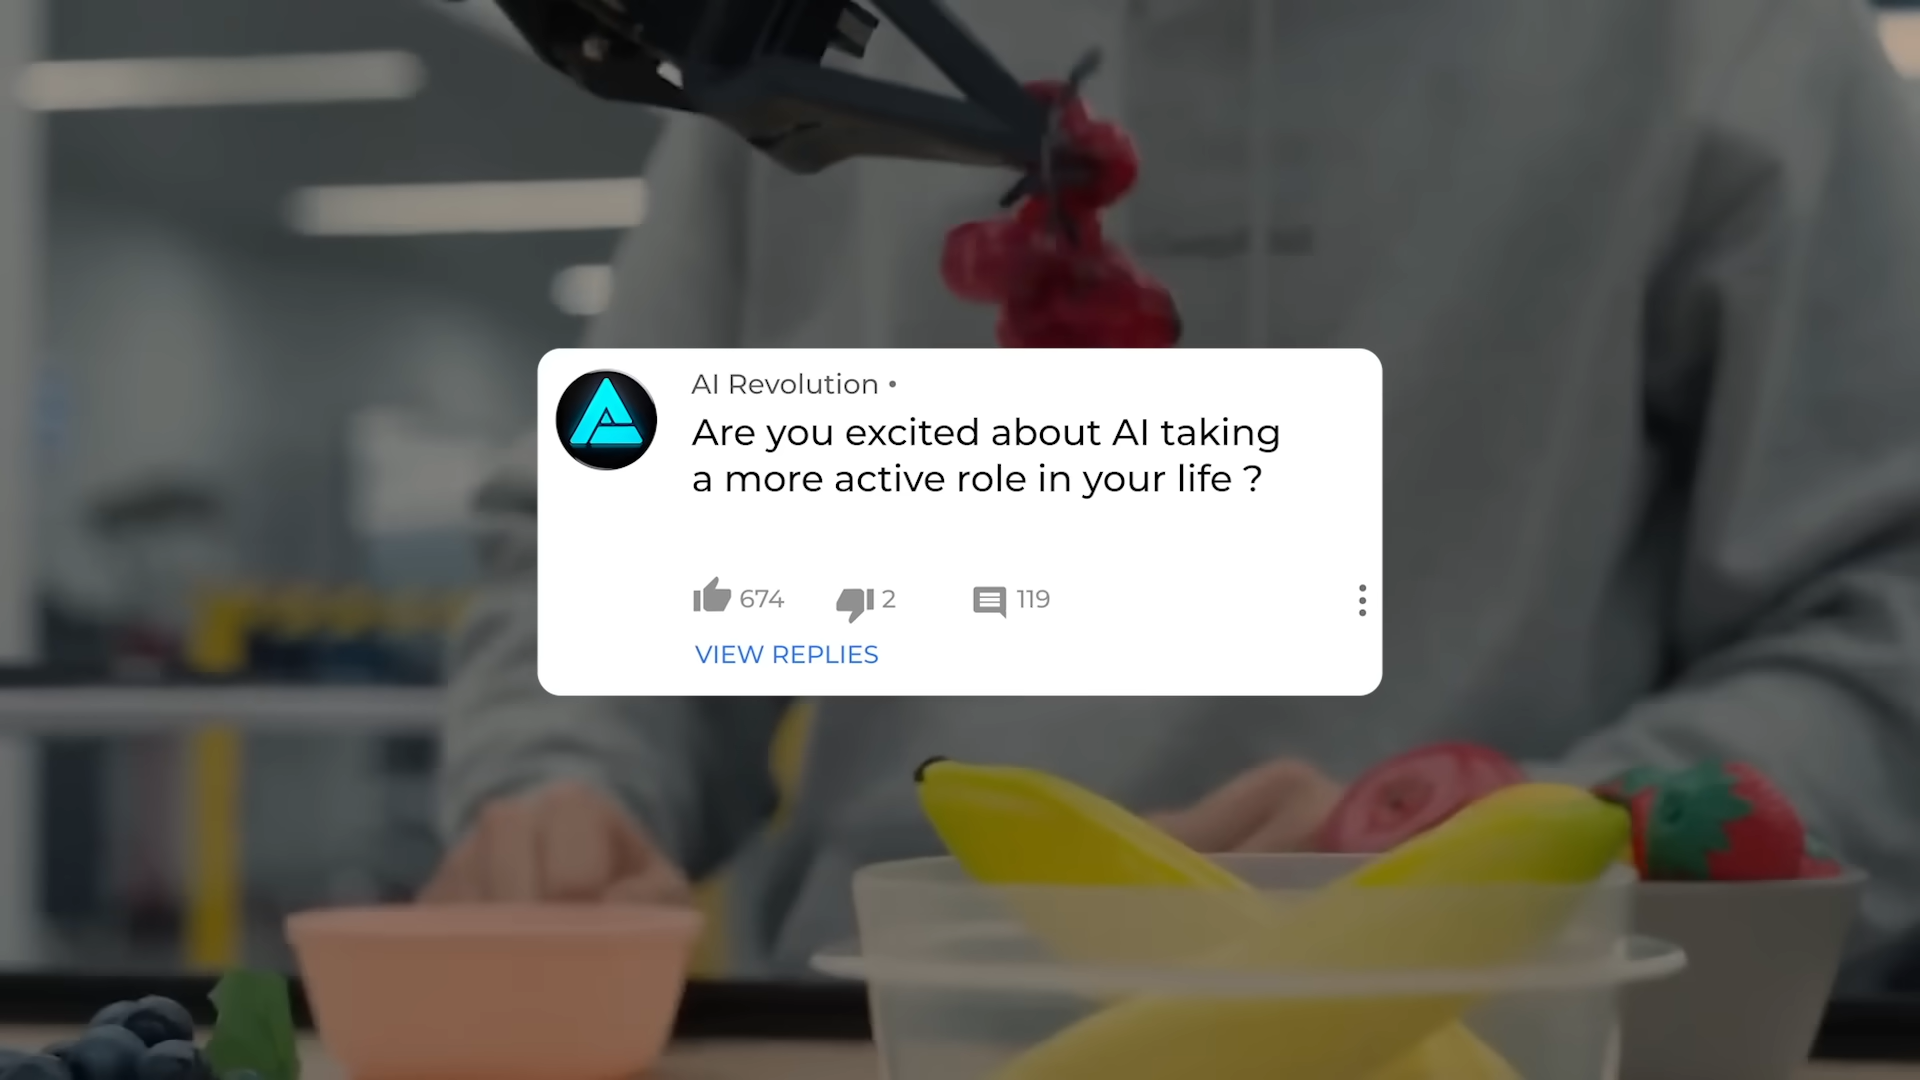 AI Revolution •
Are you excited about AI taking
a more active role in your life ?
674 2 119
VIEW REPLIES